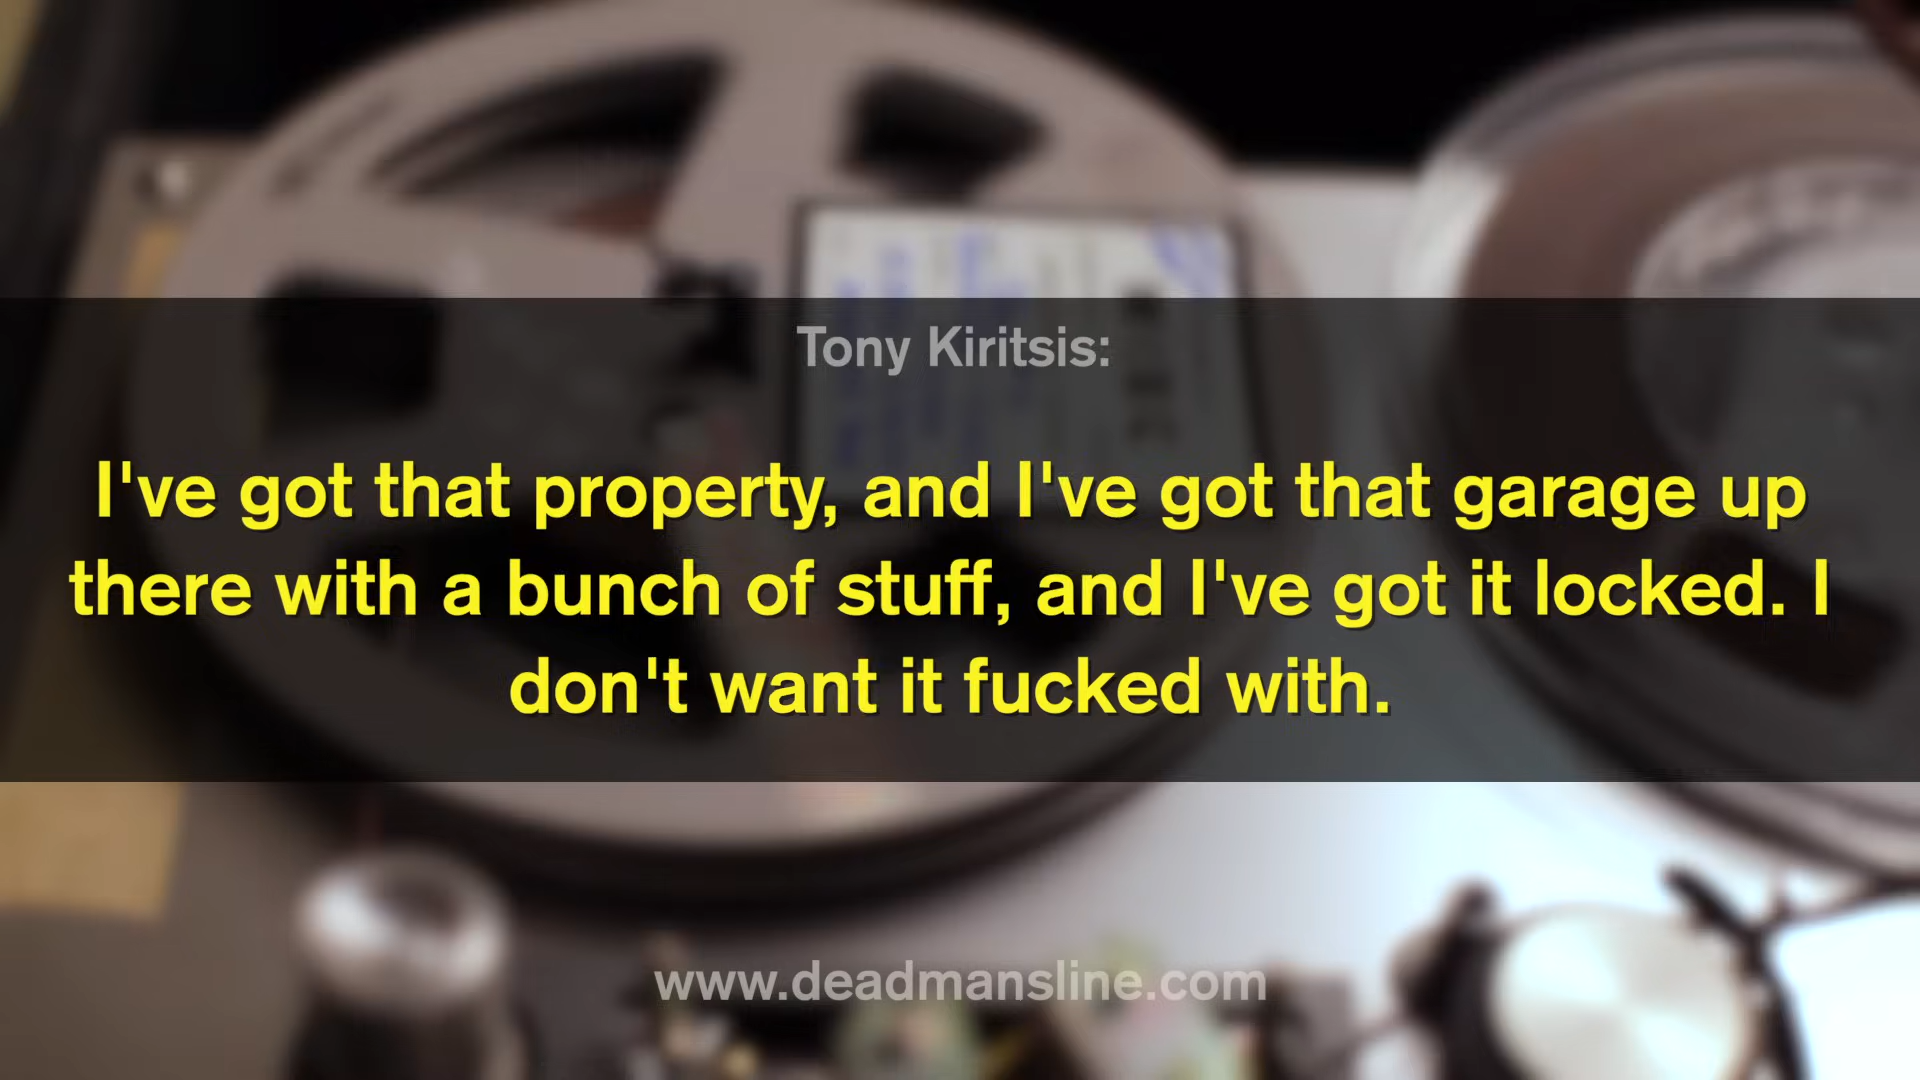 Tony Kiritsis:
I've got that property, and I've got that garage up
there with a bunch of stuff, and I've got it locked. I
don't want it fucked with.
www.deadmansline.com